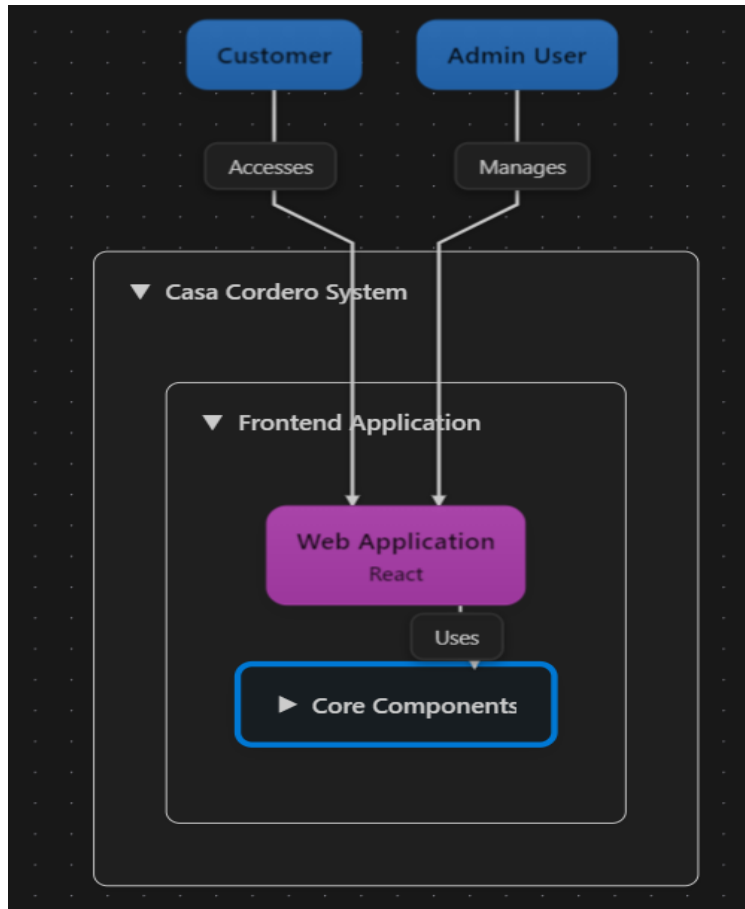 Customer
Admin User
Accesses
Manages
Casa Cordero System
Frontend Application
Web Application
React
Uses
Core Components